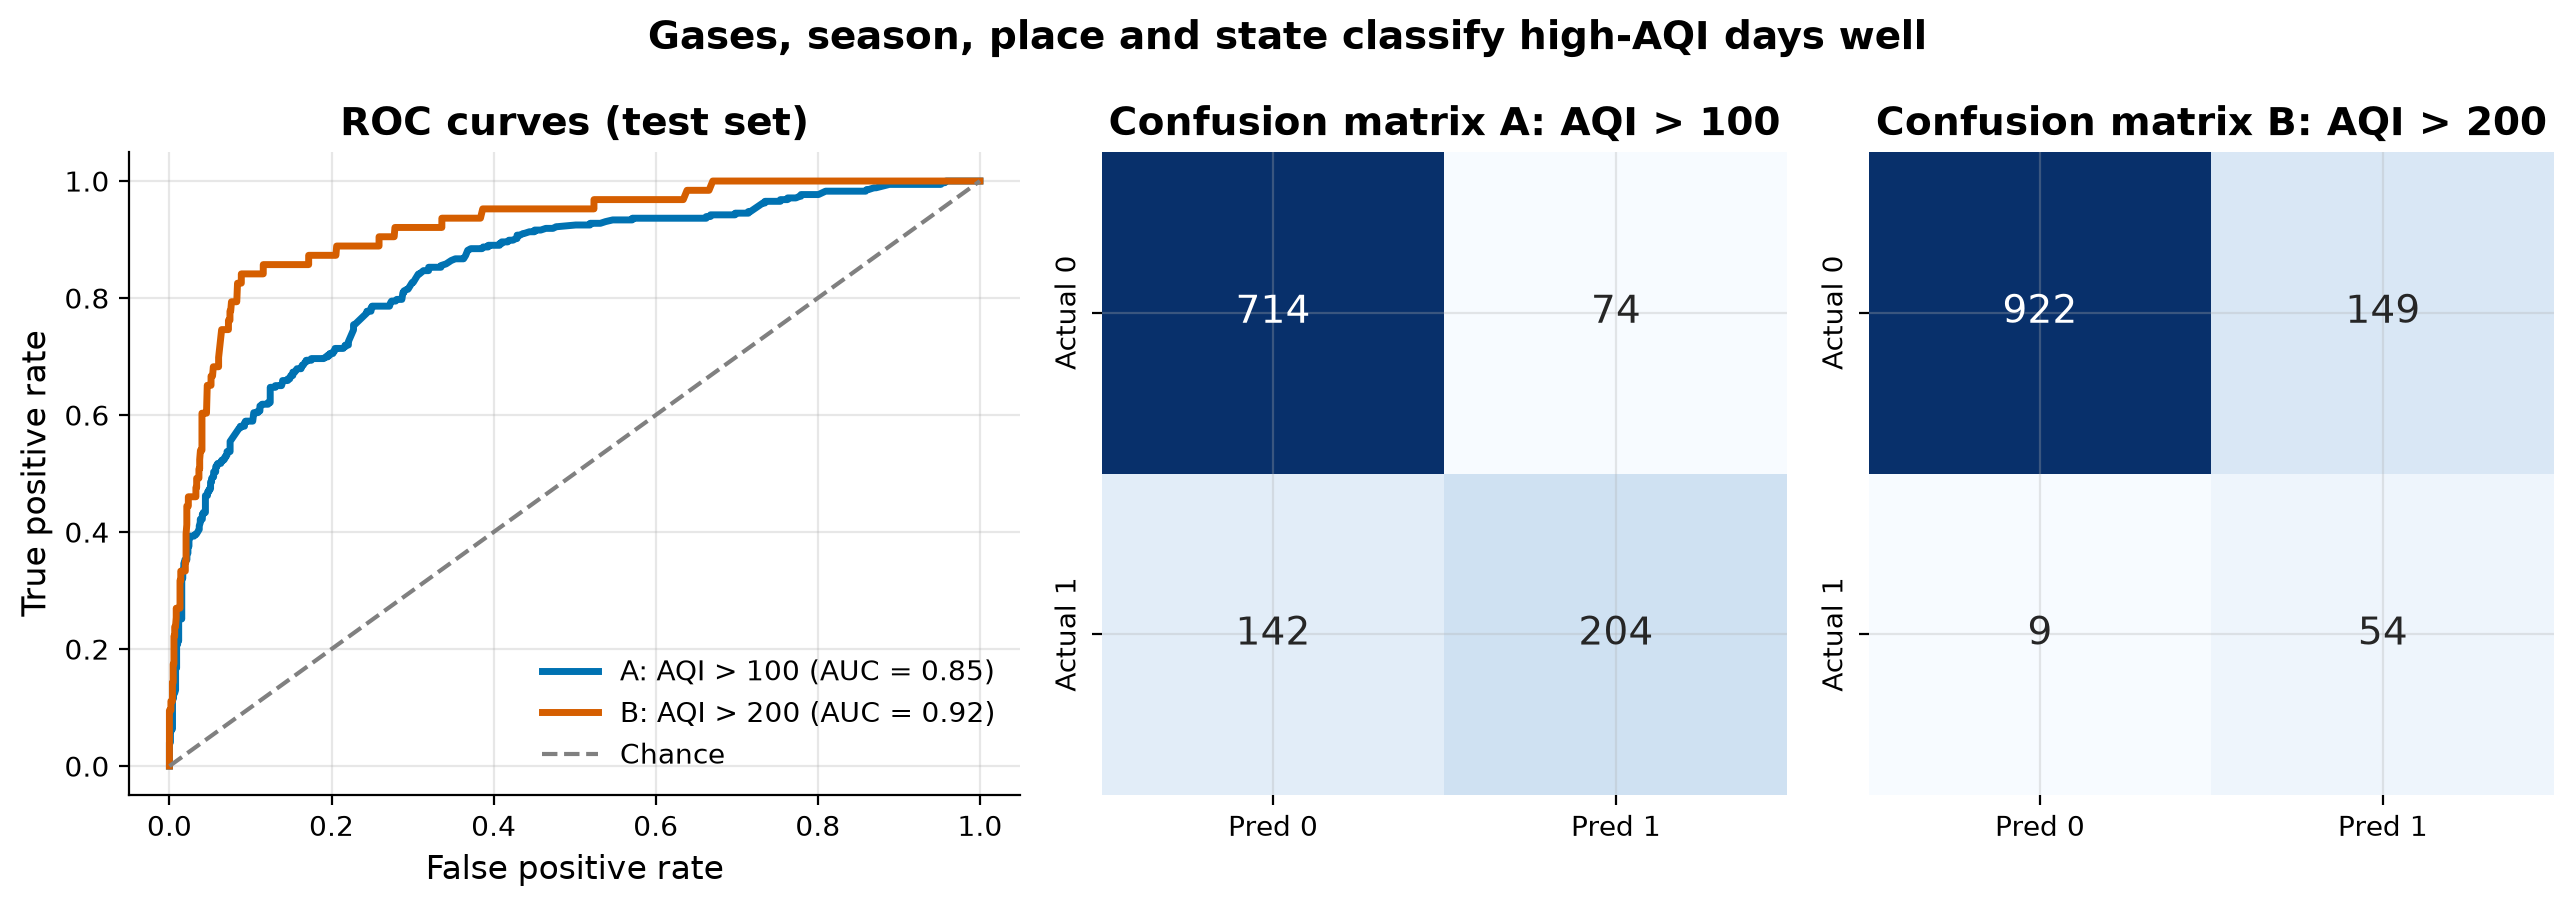 Gases, season, place and state classify high-AQI days well
ROC curves (test set)
True positive rate
1.0
0.8
0.6
0.4
0.2
0.0
0.0 0.2 0.4 0.6 0.8 1.0
False positive rate
A: AQI > 100 (AUC = 0.85)
B: AQI > 200 (AUC = 0.92)
Chance
Confusion matrix A: AQI > 100
Actual 0
714 74
Actual 1
142 204
Pred 0 Pred 1
Confusion matrix B: AQI > 200
Actual 0
922 149
Actual 1
9 54
Pred 0 Pred 1